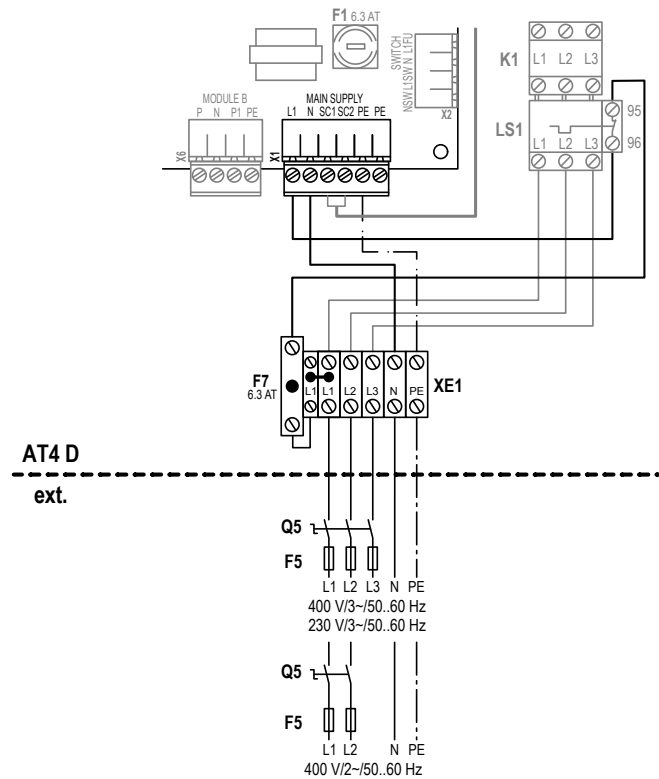 F1 6.3 AT
SWITCH
NSW L1SW N L1FU
X2
K1
L1 L2 L3
MODULE B
P N P1 PE
X6
MAIN SUPPLY
L1 N SC1 SC2 PE PE
X1
LS1
95
96
L1 L2 L3
F7
6.3 AT
L1 L1 L2 L3 N PE
XE1
AT4 D
ext.
Q5
F5
L1 L2 L3 N PE
400 V/3~/50..60 Hz
230 V/3~/50..60 Hz
Q5
F5
L1 L2 N PE
400 V/2~/50..60 Hz